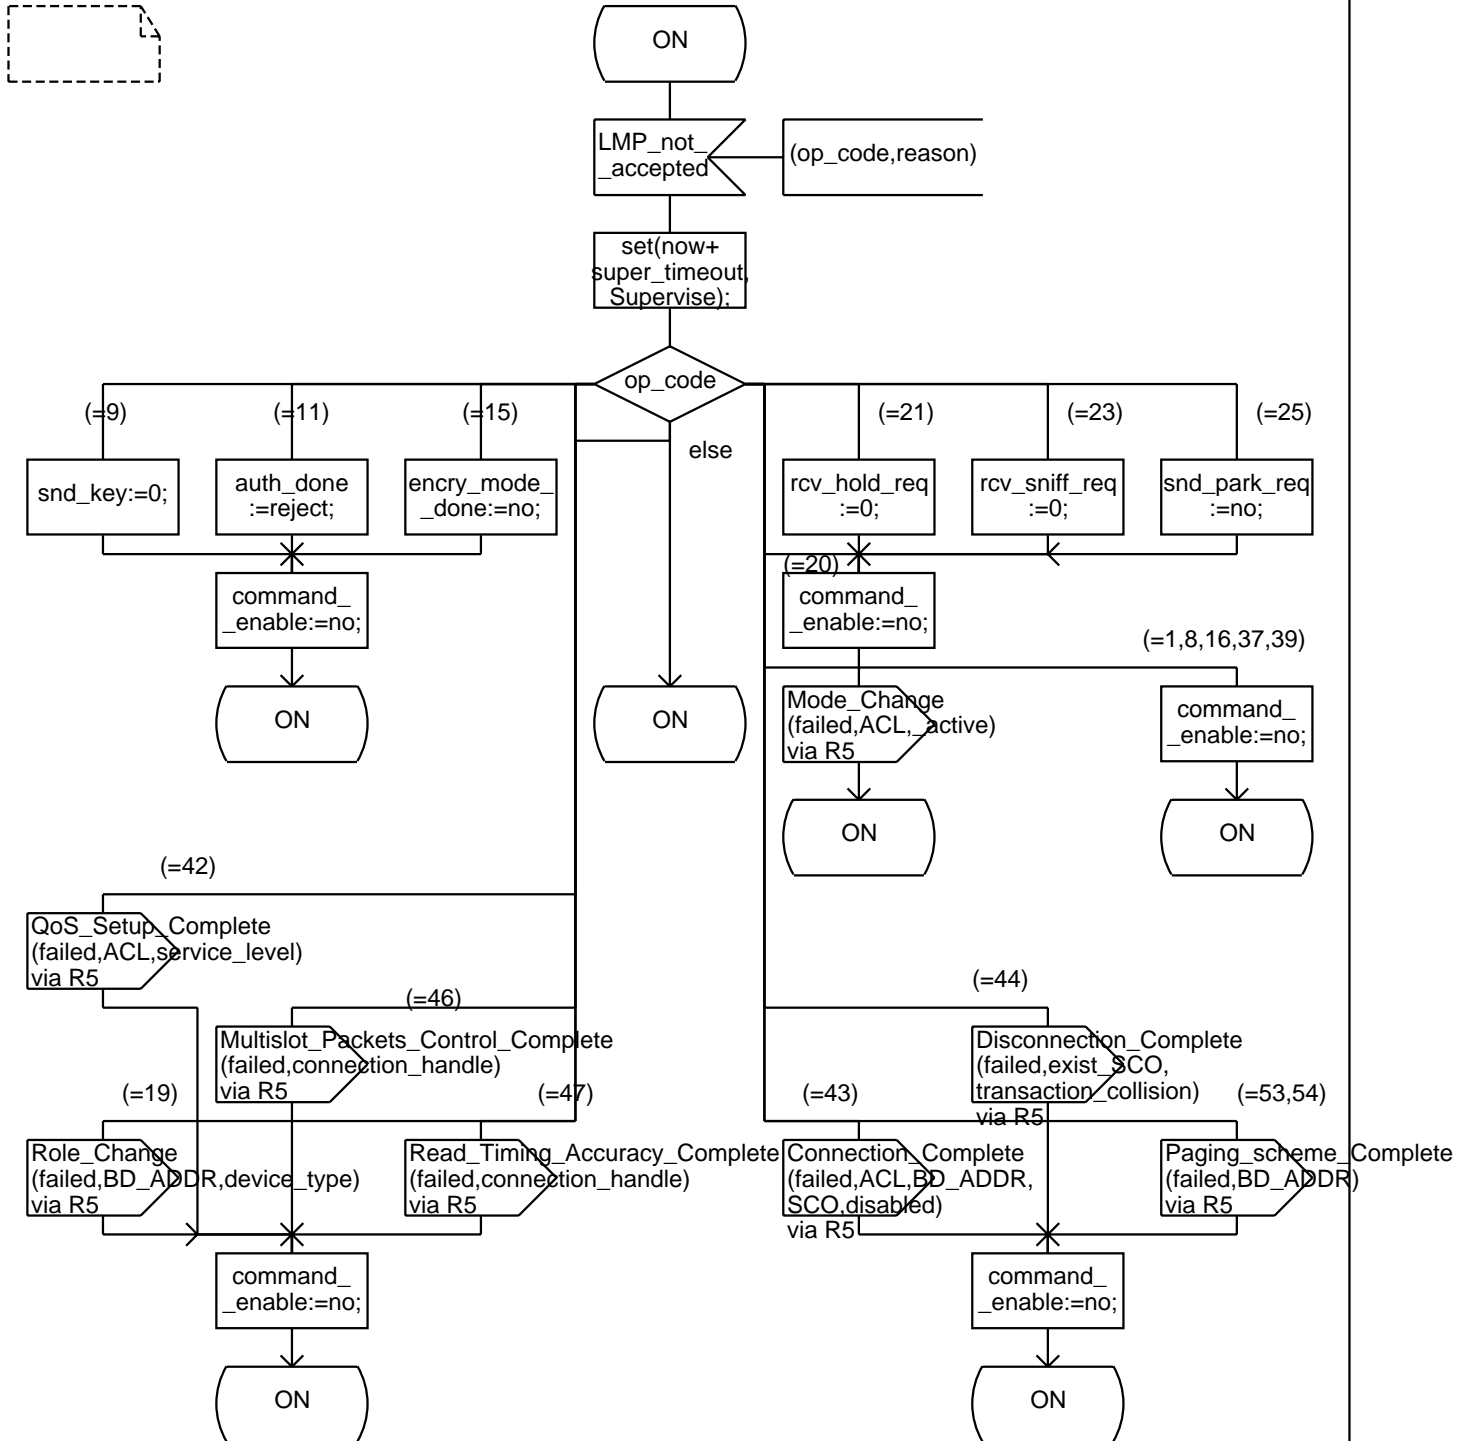 ON
LMP_not_
_accepted
(op_code,reason)
set(now+
super_timeout,
Supervise);
op_code
(=9)
(=11)
(=15)
else
(=21)
(=23)
(=25)
snd_key:=0;
auth_done
:=reject;
encry_mode_
_done:=no;
rcv_hold_req
:=0;
rcv_sniff_req
:=0;
snd_park_req
:=no;
(=20)
command_
_enable:=no;
command_
_enable:=no;
(=1,8,16,37,39)
ON
ON
Mode_Change
(failed,ACL,_active)
via R5
command_
_enable:=no;
ON
ON
(=42)
QoS_Setup_Complete
(failed,ACL,service_level)
via R5
(=46)
(=44)
Multislot_Packets_Control_Complete
(failed,connection_handle)
via R5
Disconnection_Complete
(failed,exist_SCO,
transaction_collision)
via R5
(=19)
(=47)
(=43)
(=53,54)
Role_Change
(failed,BD_ADDR,device_type)
via R5
Read_Timing_Accuracy_Complete
(failed,connection_handle)
via R5
Connection_Complete
(failed,ACL,BD_ADDR,
SCO,disabled)
via R5
Paging_scheme_Complete
(failed,BD_ADDR)
via R5
command_
_enable:=no;
command_
_enable:=no;
ON
ON